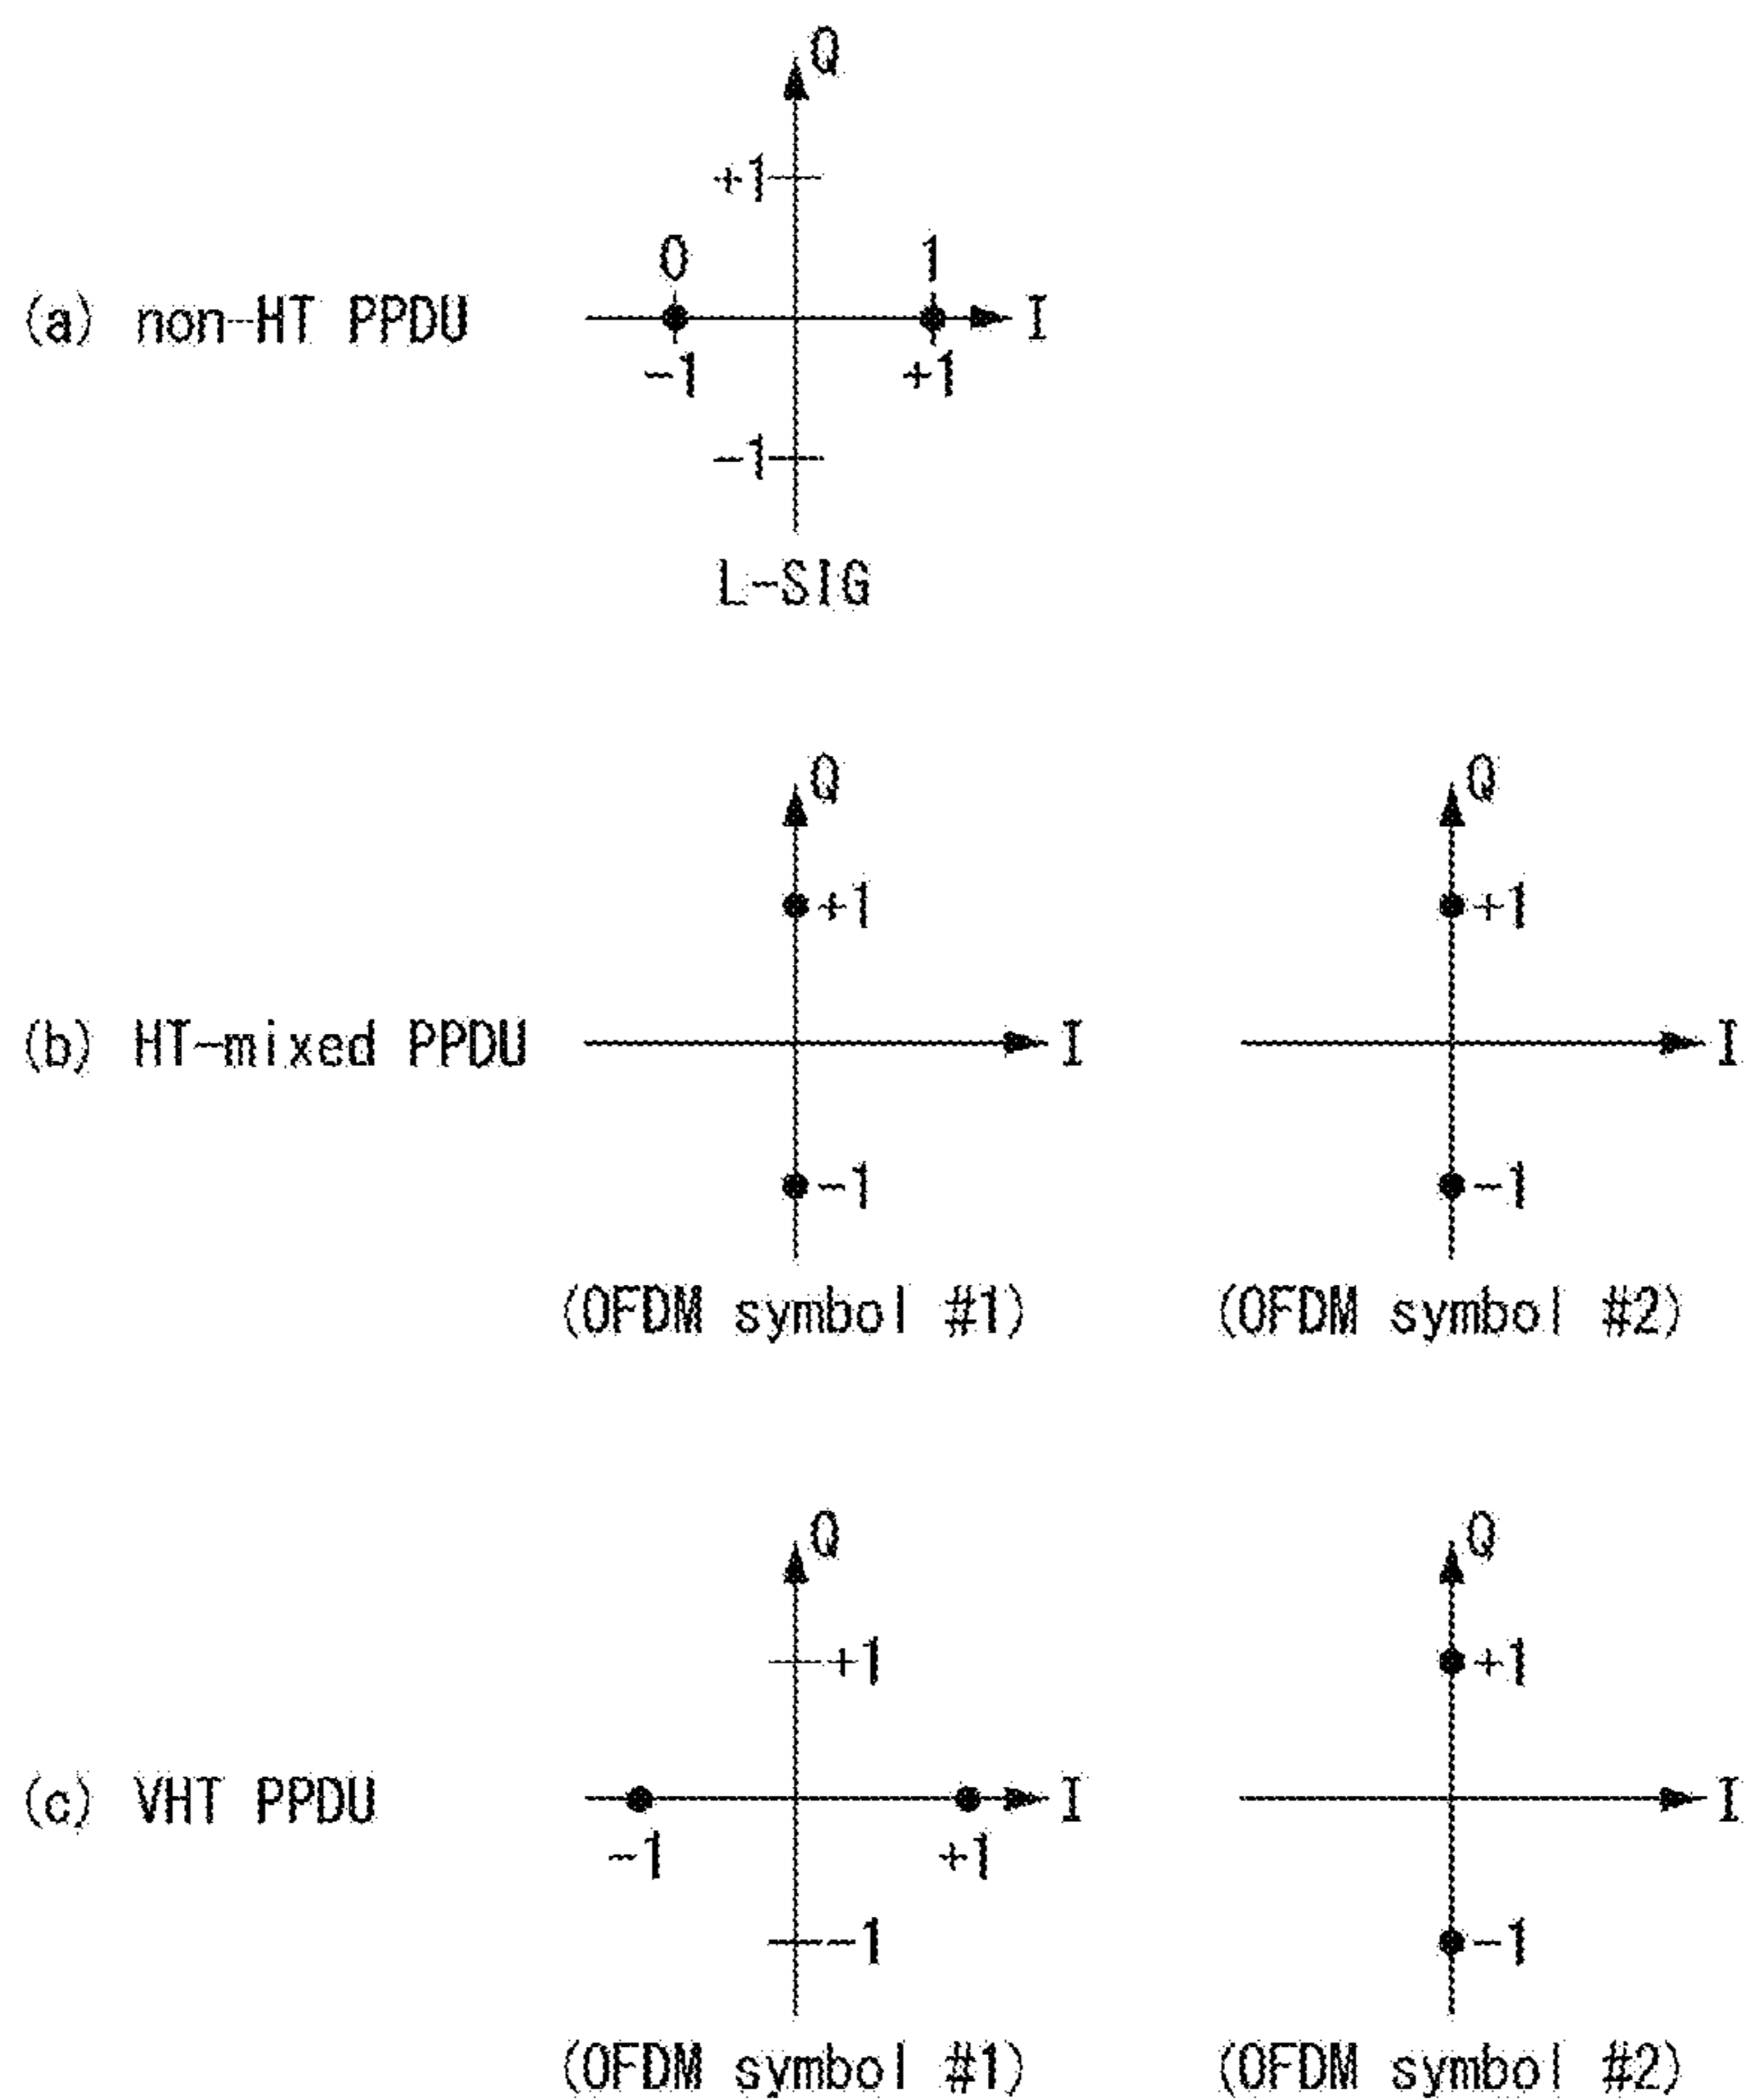 Q
+1
0 1
(a) non-HT PPDU I
-1 +1
-1
L-SIG
Q Q
+1 +1
(b) HT-mixed PPDU I I
-1 -1
(OFDM symbol #1) (OFDM symbol #2)
Q Q
+1 +1
(c) VHT PPDU I I
-1 +1
-1 -1
(OFDM symbol #1) (OFDM symbol #2)